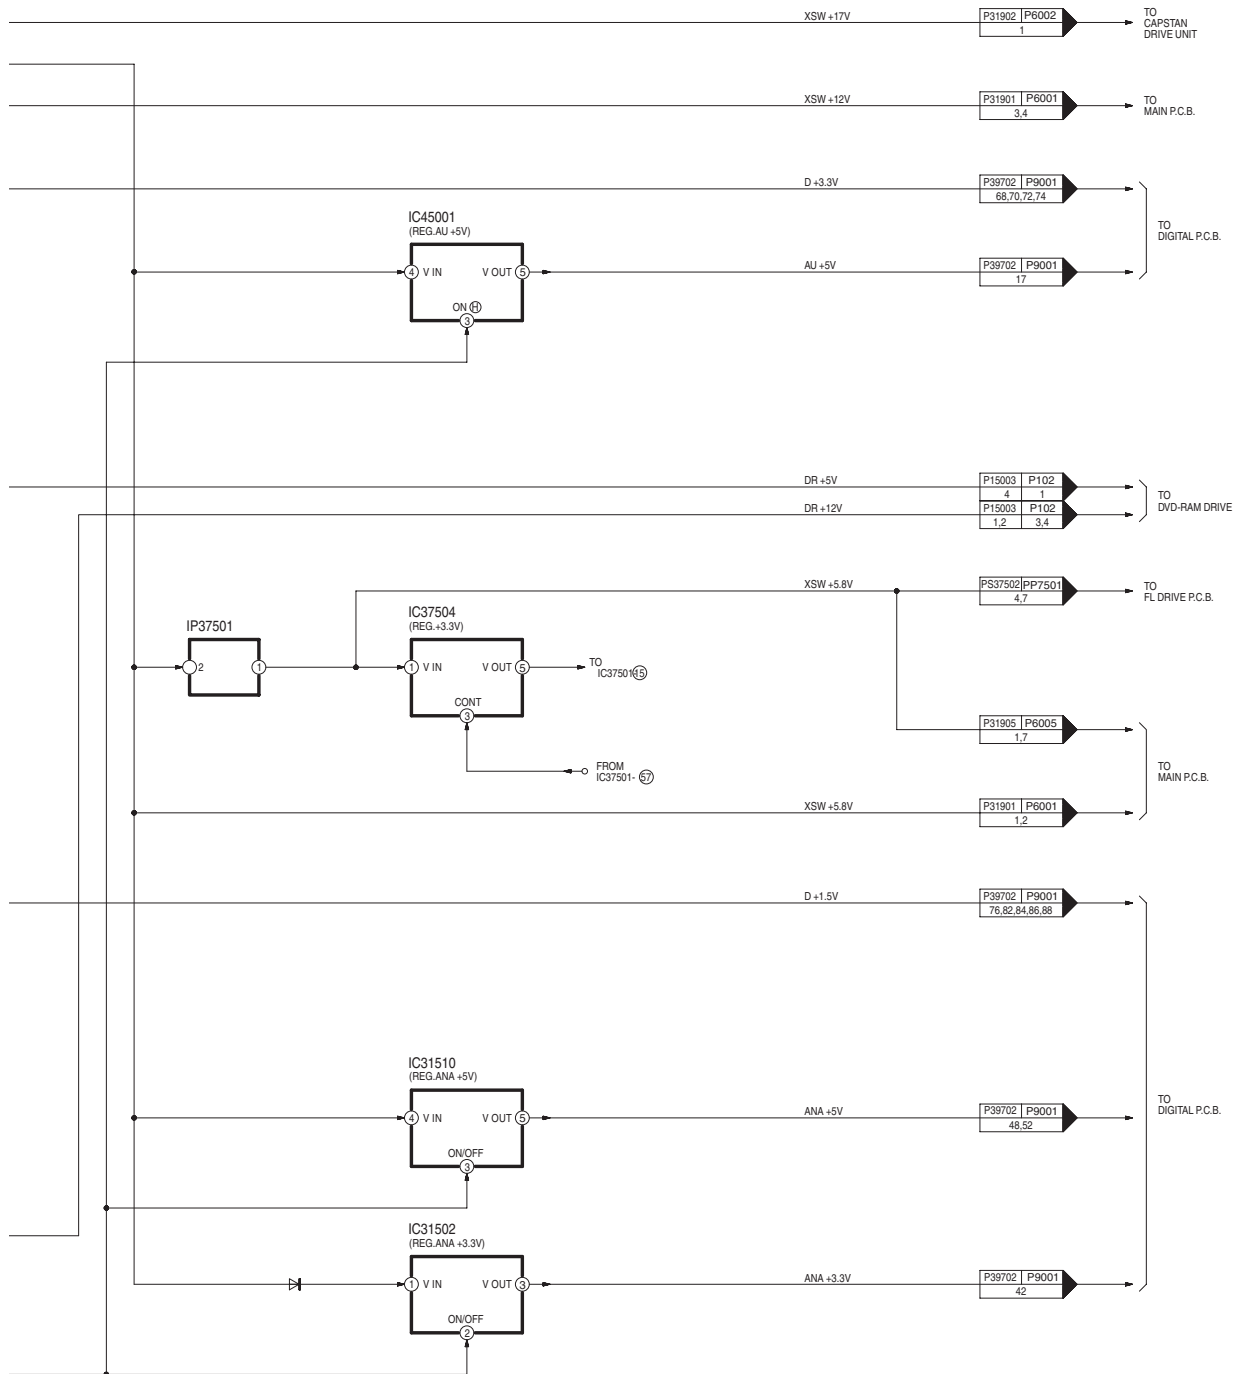 XSW +17V
P31902 P6002
1
TO
CAPSTAN
DRIVE UNIT
XSW +12V
P31901 P6001
3,4
TO
MAIN P.C.B.
D +3.3V
P39702 P9001
68,70,72,74
IC45001
(REG.AU +5V)
4 V IN V OUT 5
ON H
3
AU +5V
P39702 P9001
17
TO
DIGITAL P.C.B.
DR +5V
P15003 P102
4 1
DR +12V
P15003 P102
1,2 3,4
TO
DVD-RAM DRIVE
XSW +5.8V
PS37502 PP7501
4,7
TO
FL DRIVE P.C.B.
IP37501
2 1
IC37504
(REG.+3.3V)
1 V IN V OUT 5
CONT
3
TO
IC37501-15
FROM
IC37501- 57
P31905 P6005
1,7
XSW +5.8V
P31901 P6001
1,2
TO
MAIN P.C.B.
D +1.5V
P39702 P9001
76,82,84,86,88
IC31510
(REG.ANA +5V)
4 V IN V OUT 5
ON/OFF
3
ANA +5V
P39702 P9001
48,52
TO
DIGITAL P.C.B.
IC31502
(REG.ANA +3.3V)
1 V IN V OUT 3
ON/OFF
2
ANA +3.3V
P39702 P9001
42